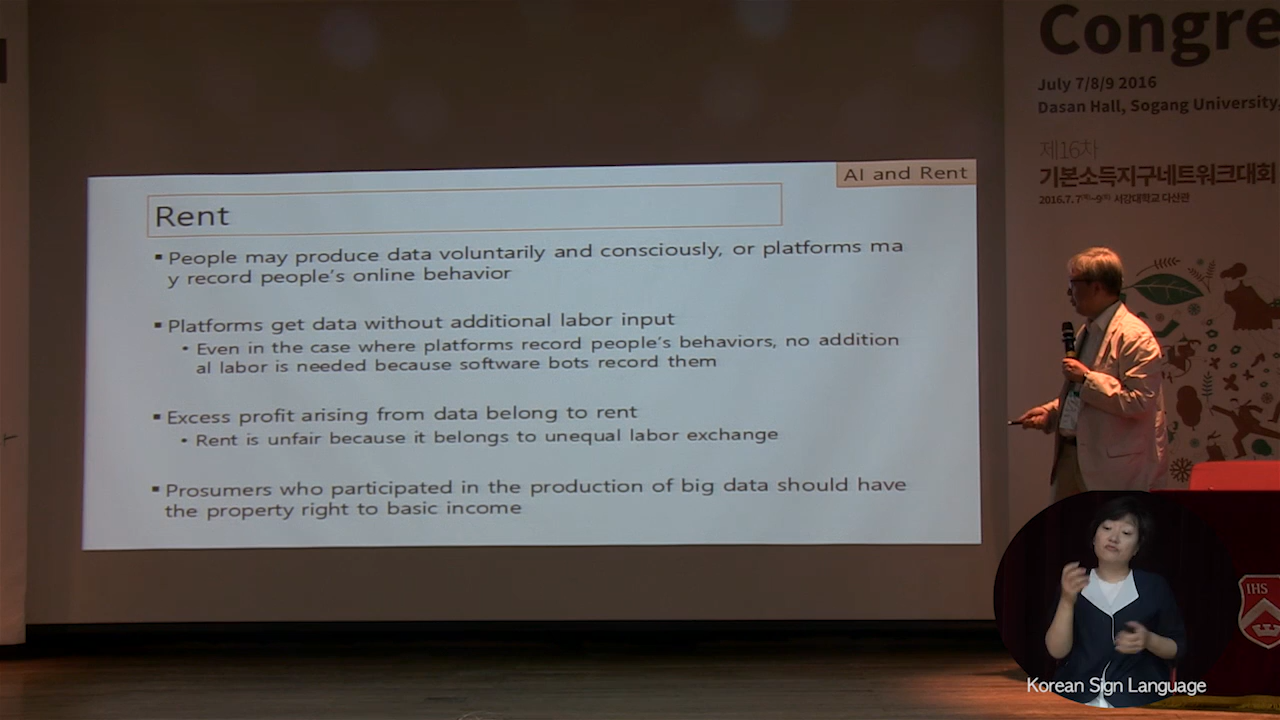 Congre
July 7/8/9 2016
Dasan Hall, Sogang University,
제16차
기본소득지구네트워크대회
2016.7.7(목)-9(토) 서강대학교 다산관
AI and Rent
Rent
▪ People may produce data voluntarily and consciously, or platforms ma
y record people's online behavior
▪ Platforms get data without additional labor input
• Even in the case where platforms record people's behaviors, no addition
al labor is needed because software bots record them
▪ Excess profit arising from data belong to rent
• Rent is unfair because it belongs to unequal labor exchange
▪ Prosumers who participated in the production of big data should have
the property right to basic income
IHS
Korean Sign Language